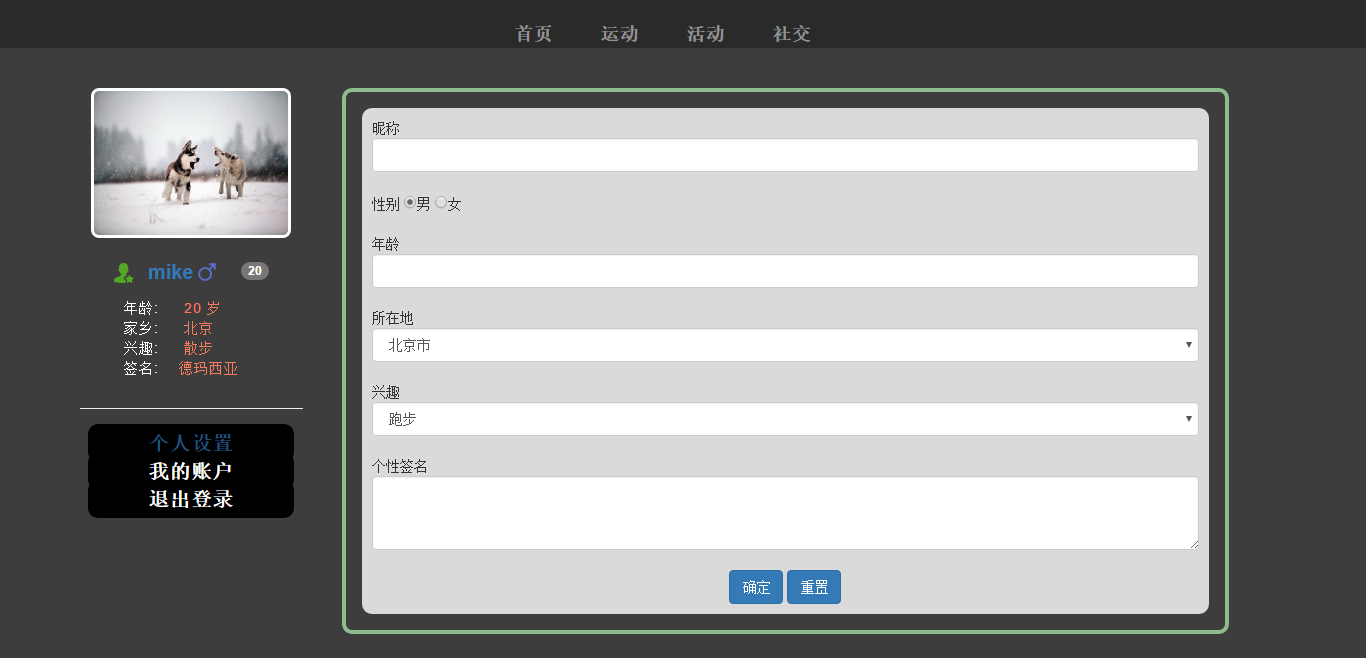 首页 运动 活动 社交
mike 20
年龄: 20 岁
家乡: 北京
兴趣: 散步
签名: 德玛西亚
个人设置
我的账户
退出登录
昵称
性别 男 女
年龄
所在地
北京市
兴趣
跑步
个性签名
确定 重置